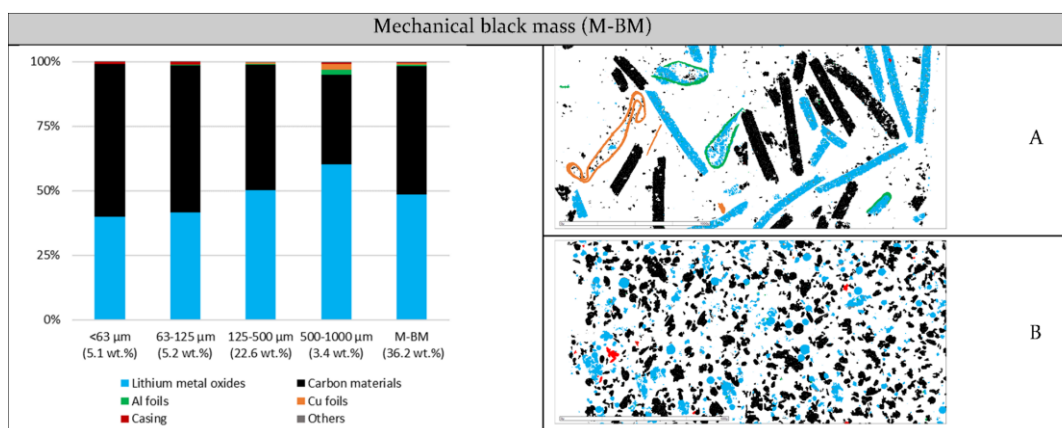 Mechanical black mass (M-BM)
100%
75%
50%
25%
0%
<63 μm
(5.1 wt.%)
63-125 μm
(5.2 wt.%)
125-500 μm
(22.6 wt.%)
500-1000 μm
(3.4 wt.%)
M-BM
(36.2 wt.%)
Lithium metal oxides
Carbon materials
Al foils
Cu foils
Casing
Others
A
B